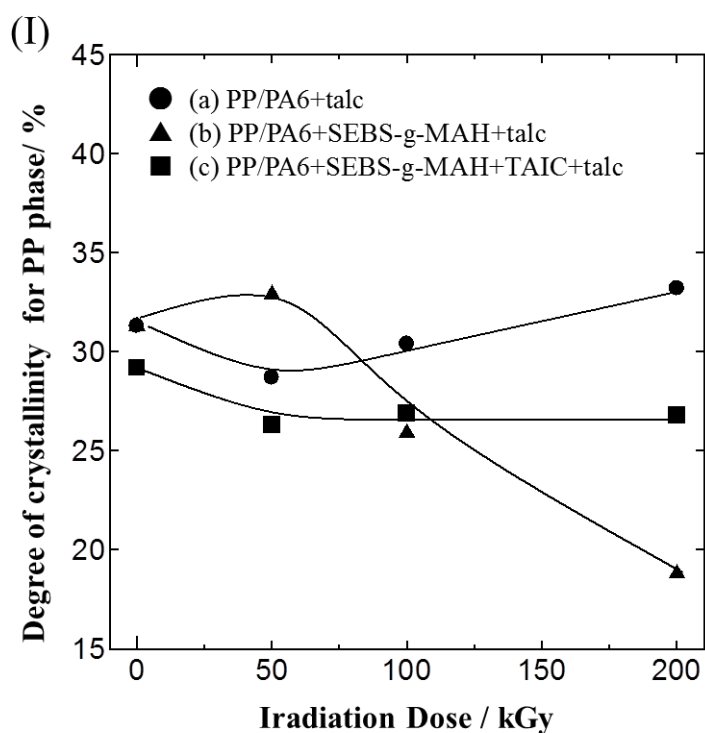 (I)
45
40
35
30
25
20
15
Degree of crystallinity for PP phase/ %
(a) PP/PA6+talc
(b) PP/PA6+SEBS-g-MAH+talc
(c) PP/PA6+SEBS-g-MAH+TAIC+talc
0 50 100 150 200
Iradiation Dose / kGy